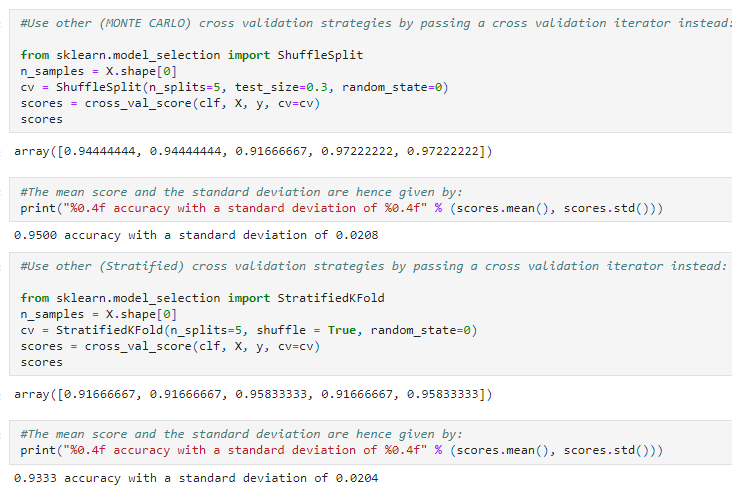 #Use other (MONTE CARLO) cross validation strategies by passing a cross validation iterator instead:
from sklearn.model_selection import ShuffleSplit
n_samples = X.shape[0]
cv = ShuffleSplit(n_splits=5, test_size=0.3, random_state=0)
scores = cross_val_score(clf, X, y, cv=cv)
scores
array([0.94444444, 0.94444444, 0.91666667, 0.97222222, 0.97222222])
#The mean score and the standard deviation are hence given by:
print("%0.4f accuracy with a standard deviation of %0.4f" % (scores.mean(), scores.std()))
0.9500 accuracy with a standard deviation of 0.0208
#Use other (Stratified) cross validation strategies by passing a cross validation iterator instead:
from sklearn.model_selection import StratifiedKFold
n_samples = X.shape[0]
cv = StratifiedKFold(n_splits=5, shuffle = True, random_state=0)
scores = cross_val_score(clf, X, y, cv=cv)
scores
array([0.91666667, 0.91666667, 0.95833333, 0.91666667, 0.95833333])
#The mean score and the standard deviation are hence given by:
print("%0.4f accuracy with a standard deviation of %0.4f" % (scores.mean(), scores.std()))
0.9333 accuracy with a standard deviation of 0.0204